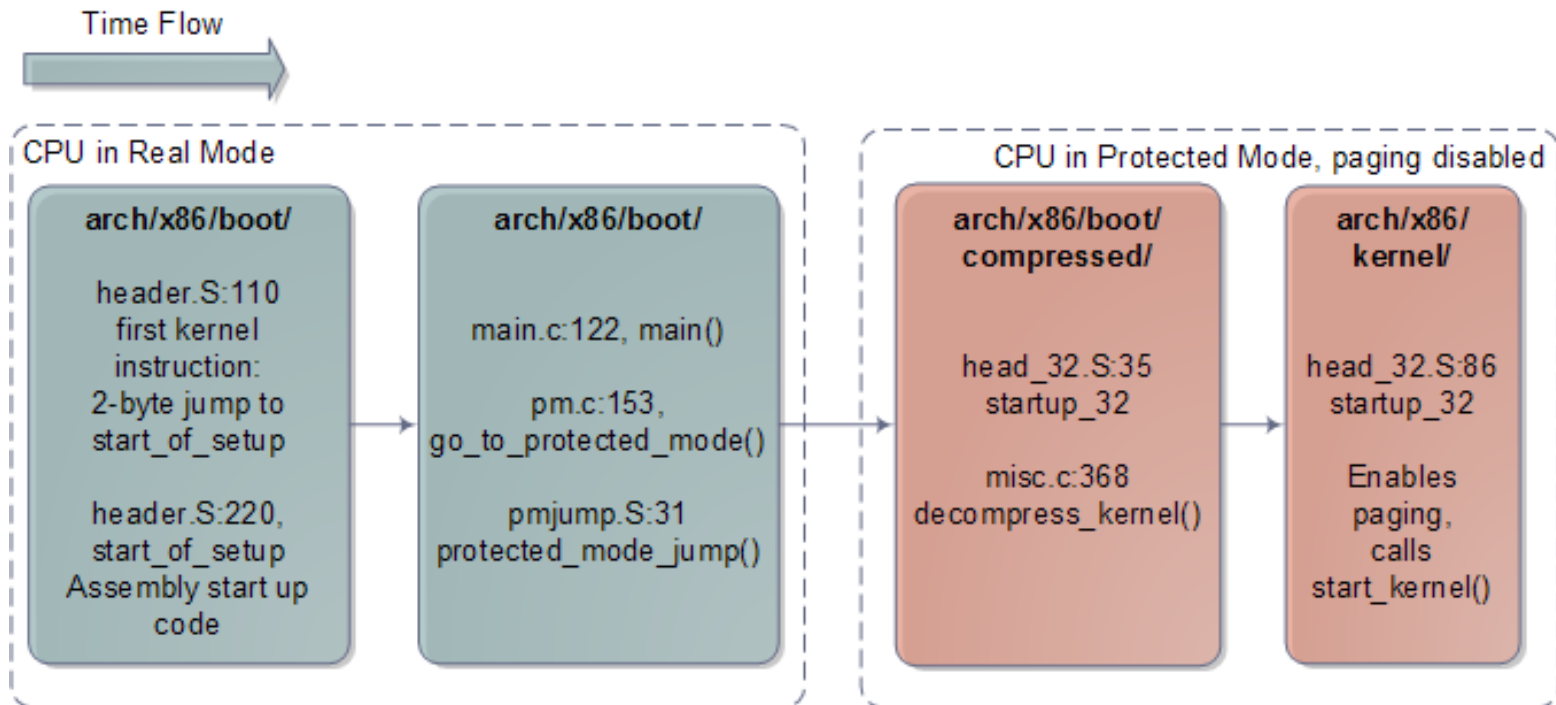 Time Flow
CPU in Real Mode
arch/x86/boot/
header.S:110
first kernel
instruction:
2-byte jump to
start_of_setup
header.S:220,
start_of_setup
Assembly start up
code
arch/x86/boot/
main.c:122, main()
pm.c:153,
go_to_protected_mode()
pmjump.S:31
protected_mode_jump()
CPU in Protected Mode, paging disabled
arch/x86/boot/
compressed/
head_32.S:35
startup_32
misc.c:368
decompress_kernel()
arch/x86/
kernel/
head_32.S:86
startup_32
Enables
paging,
calls
start_kernel()